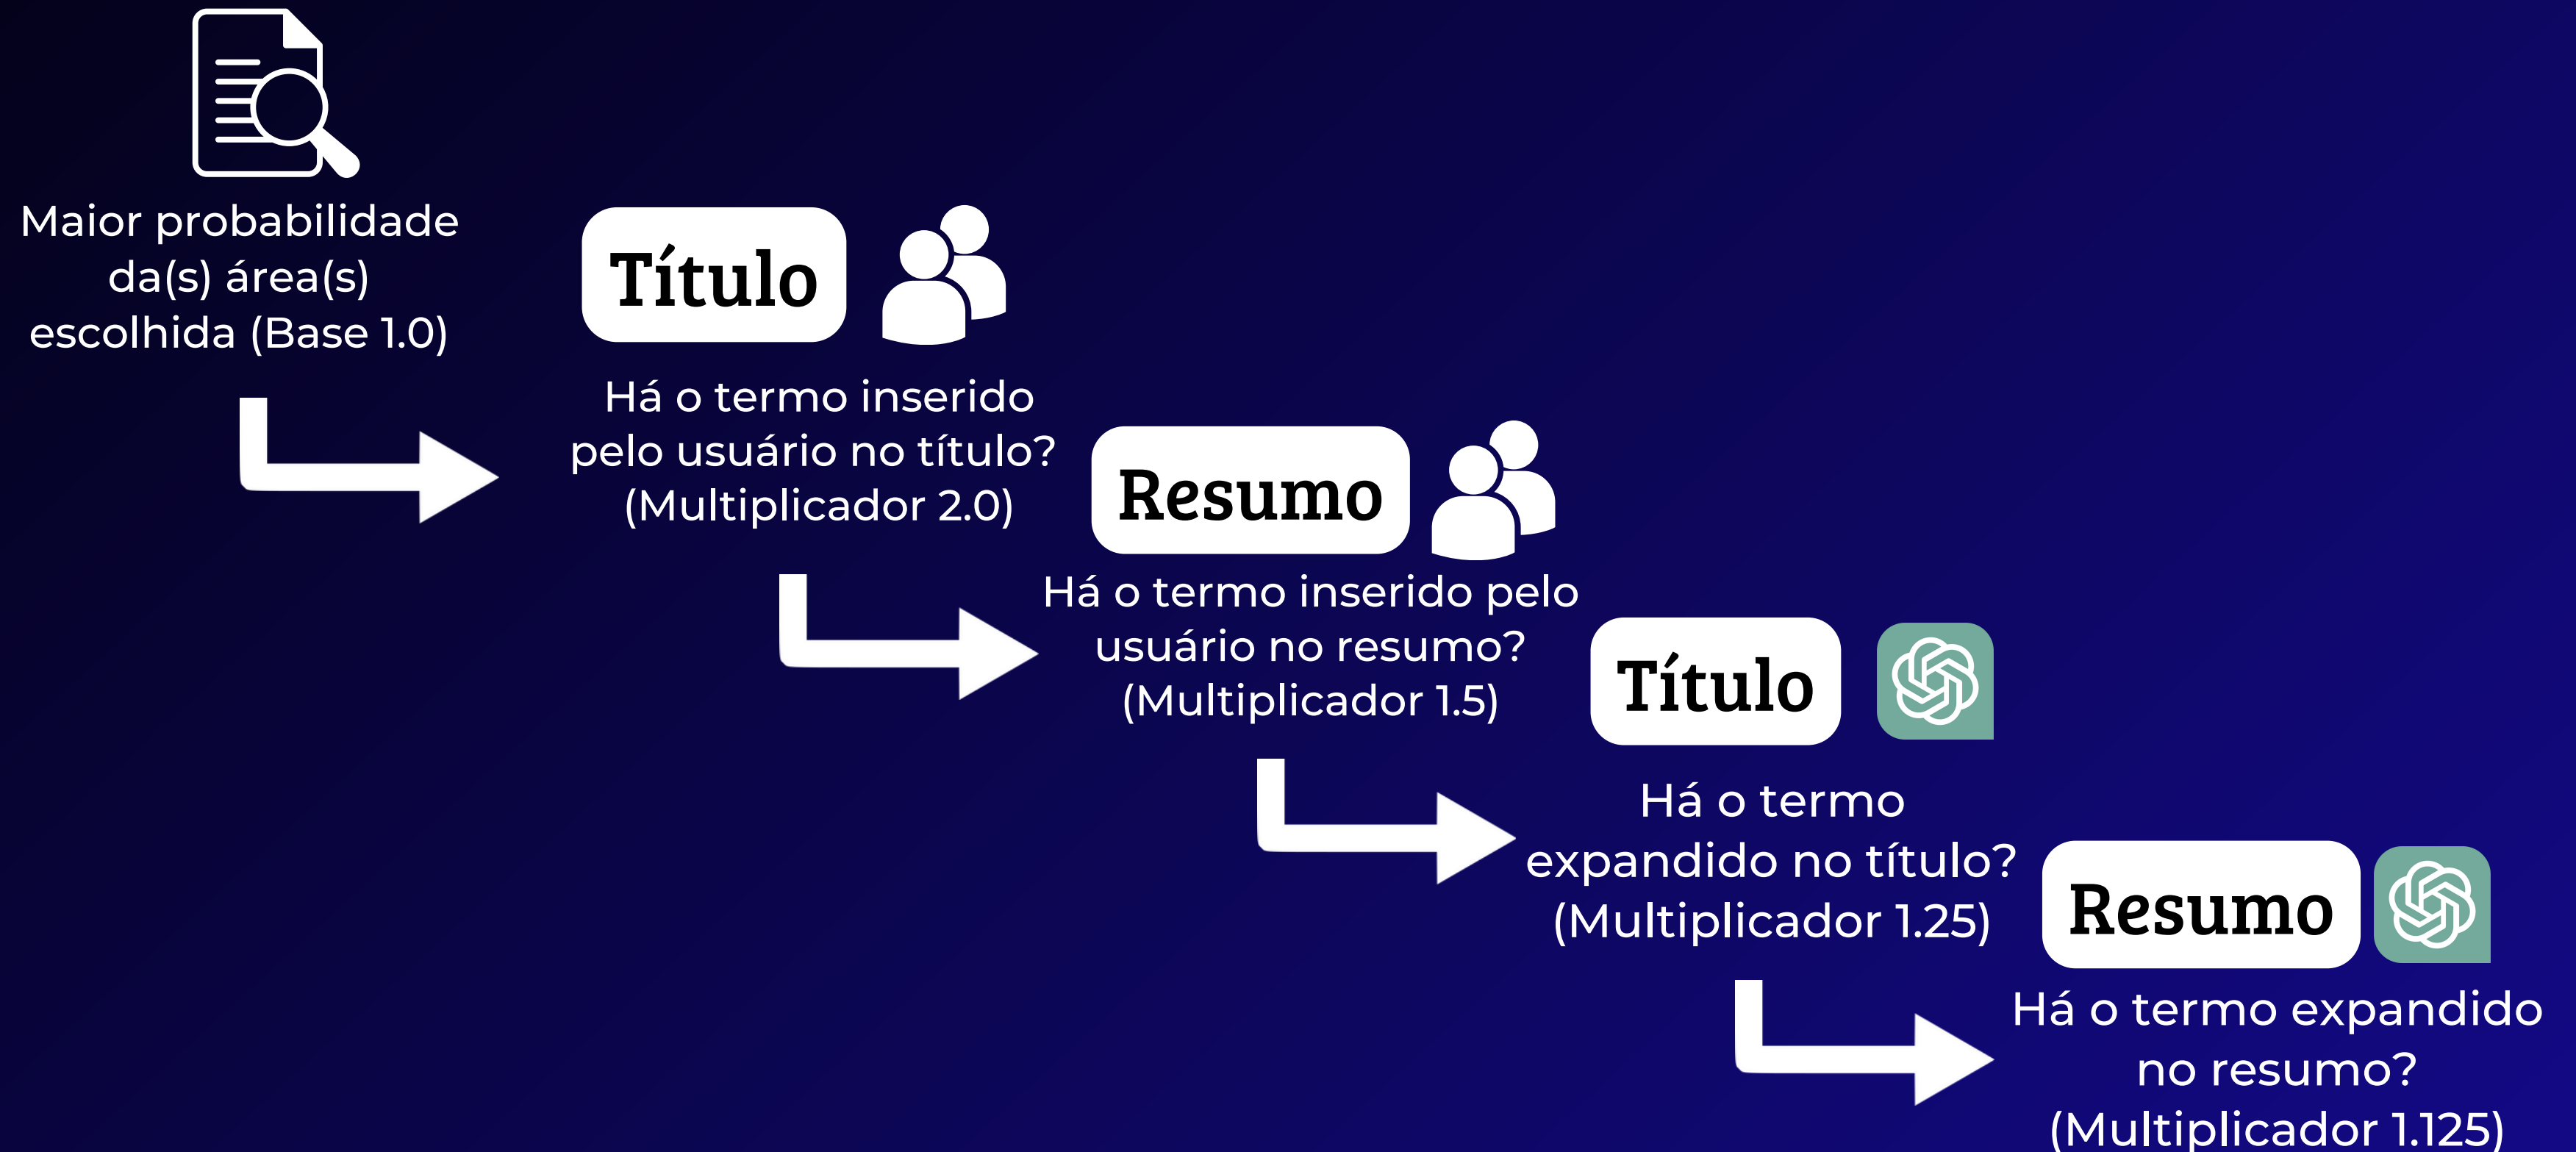 Maior probabilidade
da(s) área(s)
escolhida (Base 1.0)
Título
Há o termo inserido
pelo usuário no título?
(Multiplicador 2.0)
Resumo
Há o termo inserido pelo
usuário no resumo?
(Multiplicador 1.5)
Título
Há o termo
expandido no título?
(Multiplicador 1.25)
Resumo
Há o termo expandido
no resumo?
(Multiplicador 1.125)